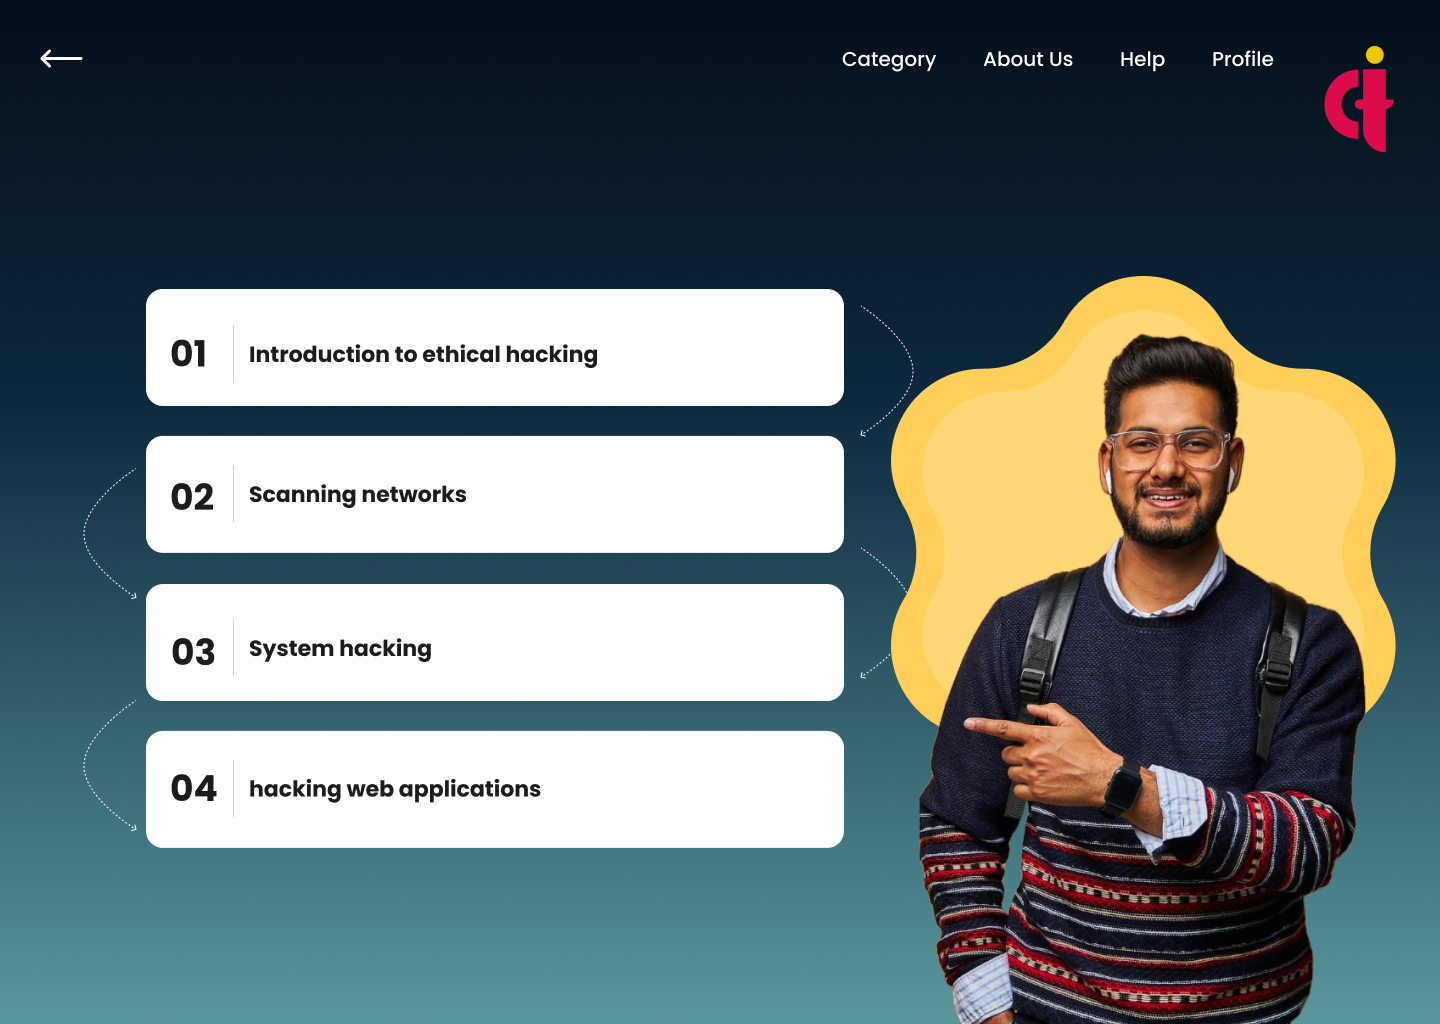 Category
About Us
Help
Profile
01
Introduction to ethical hacking
02
Scanning networks
03
System hacking
04
hacking web applications